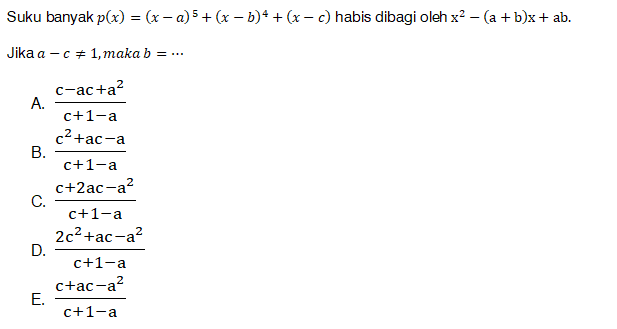 Suku banyak p(x) = (x − a)⁵ + (x − b)⁴ + (x − c) habis dibagi oleh x² − (a + b)x + ab.
Jika a − c ≠ 1, maka b = ⋯
A. (c−ac+a²)/(c+1−a)
B. (c²+ac−a)/(c+1−a)
C. (c+2ac−a²)/(c+1−a)
D. (2c²+ac−a²)/(c+1−a)
E. (c+ac−a²)/(c+1−a)